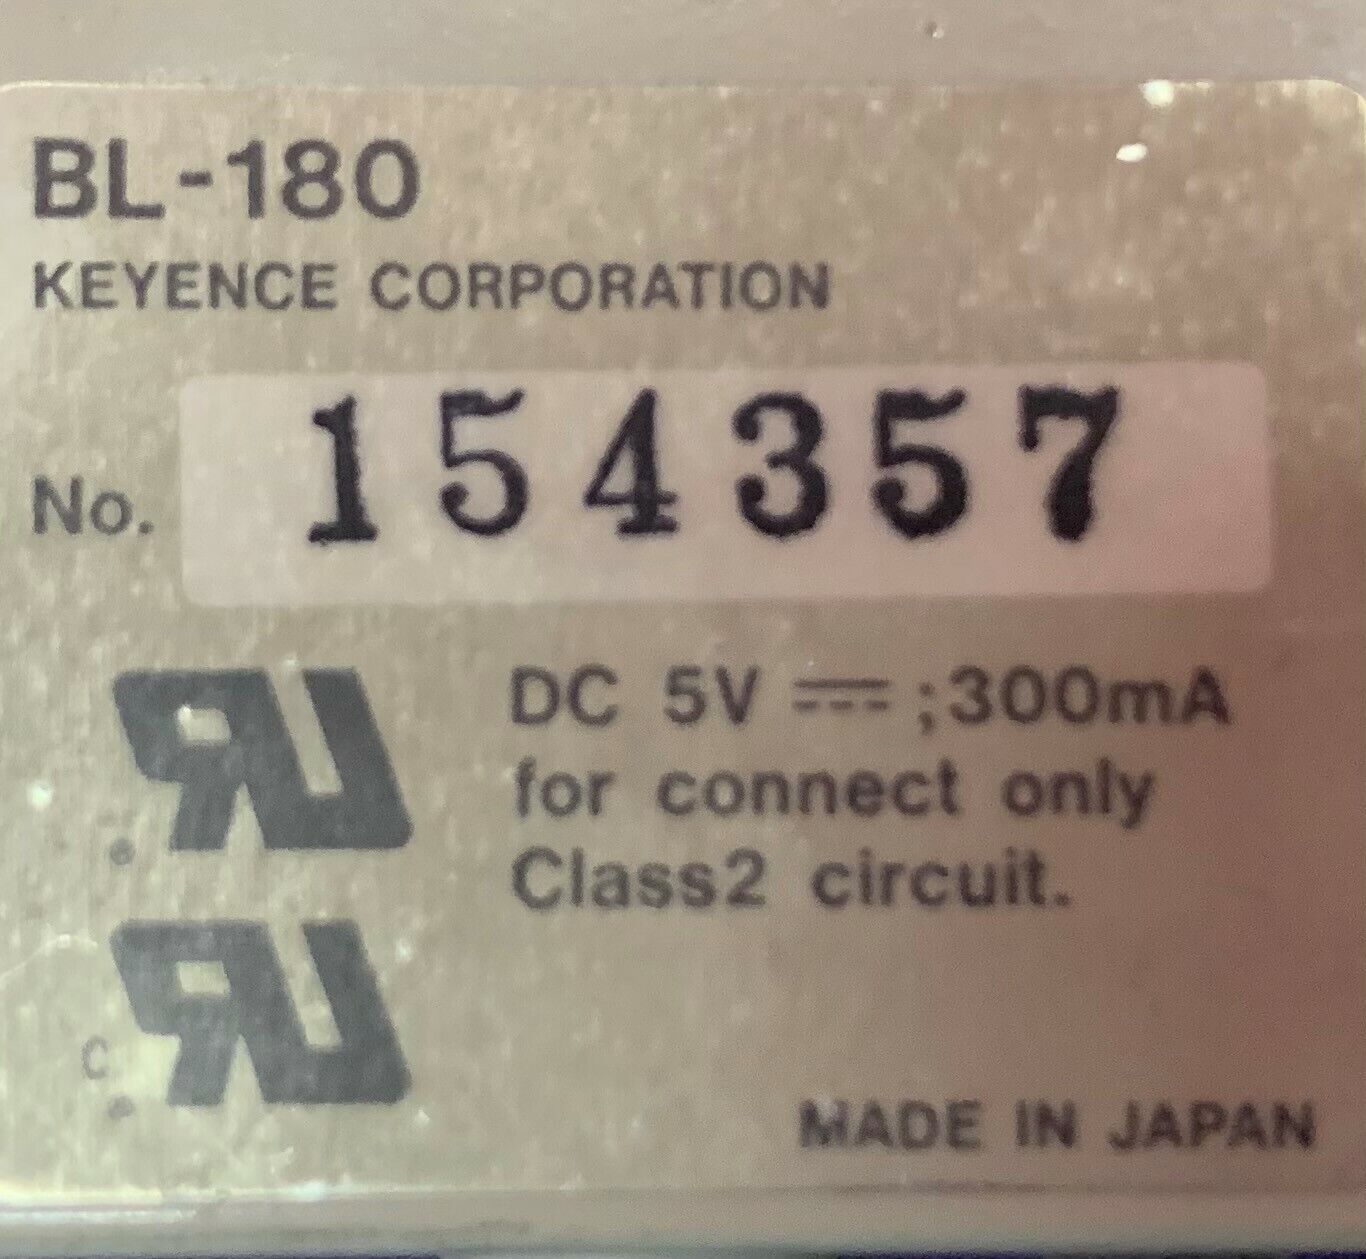 BL-180
KEYENCE CORPORATION
No. 154357
DC 5V ⎓ ;300mA
for connect only
Class2 circuit.
C
MADE IN JAPAN